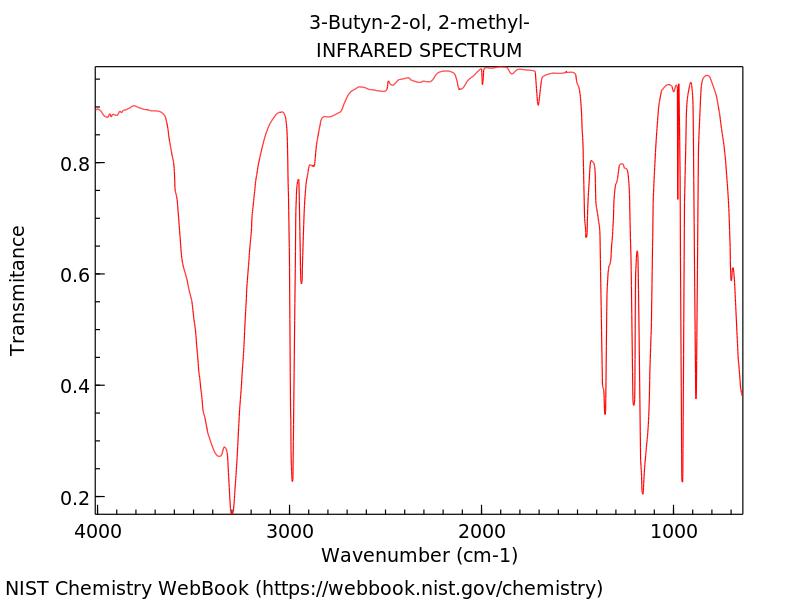 3-Butyn-2-ol, 2-methyl-
INFRARED SPECTRUM
0.8
0.6
0.4
0.2
Transmitance
4000 3000 2000 1000
Wavenumber (cm-1)
NIST Chemistry WebBook (https://webbook.nist.gov/chemistry)